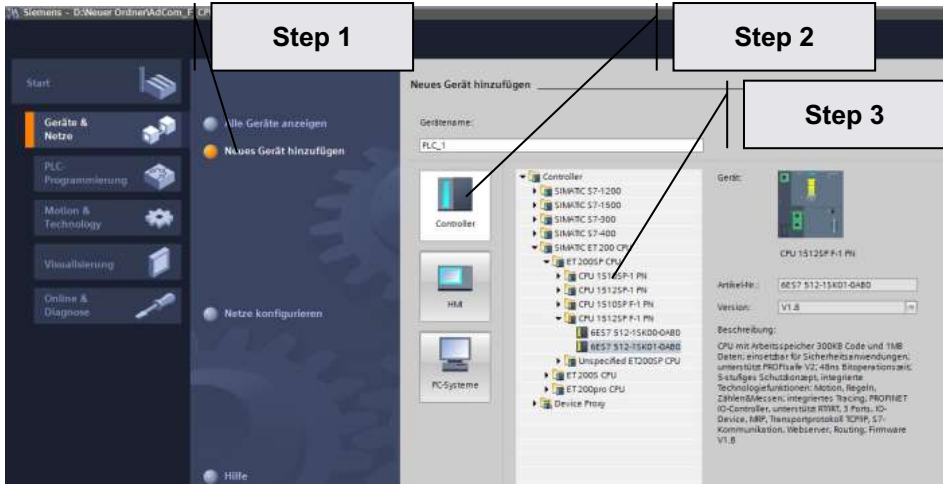 Siemens - D:\Neuer Ordner\AdCom_F_CPU
Step 1
Step 2
Step 3
Start
Geräte &
Netze
PLC-
Programmierung
Motion &
Technology
Visualisierung
Online &
Diagnose
Alle Geräte anzeigen
Neues Gerät hinzufügen
Netze konfigurieren
Hilfe
Neues Gerät hinzufügen
Gerätename:
PLC_1
Controller
HMI
PC-Systeme
Controller
SIMATIC S7-1200
SIMATIC S7-1500
SIMATIC S7-300
SIMATIC S7-400
SIMATIC ET 200 CPU
ET 200SP CPU
CPU 1510SP-1 PN
CPU 1512SP-1 PN
CPU 1510SP F-1 PN
CPU 1512SP F-1 PN
6ES7 512-1SK00-0AB0
6ES7 512-1SK01-0AB0
Unspecified ET200SP CPU
ET 200S CPU
ET 200pro CPU
Device Proxy
Gerät:
CPU 1512SP F-1 PN
Artikel-Nr.: 6ES7 512-1SK01-0AB0
Version: V1.8
Beschreibung:
CPU mit Arbeitsspeicher 300KB Code und 1MB
Daten; einsetzbar für Sicherheitsanwendungen;
unterstützt PROFIsafe V2; 48ns Bitoperationszeit;
5-stufiges Schutzkonzept, integrierte
Technologiefunktionen: Motion, Regeln,
Zählen&Messen; integriertes Tracing, PROFINET
IO-Controller, unterstützt RT/IRT, 3 Ports, IO-
Device, MRP, Transportprotokoll TCP/IP, S7-
Kommunikation, Webserver, Routing; Firmware
V1.8